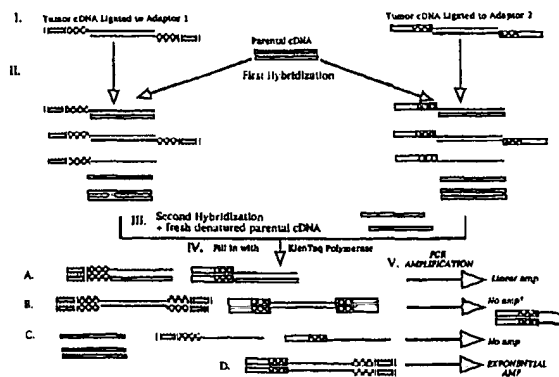 I. Tumor cDNA Ligated to Adaptor 1 Tumor cDNA Ligated to Adaptor 2
Parental cDNA
II. First Hybridization
III. Second Hybridization
+ fresh denatured parental cDNA
IV. Fill in with KlenTaq Polymerase
V. PCR
AMPLIFICATION
A. Linear amp
B. No amp*
C. No amp
D. EXPONENTIAL
AMP